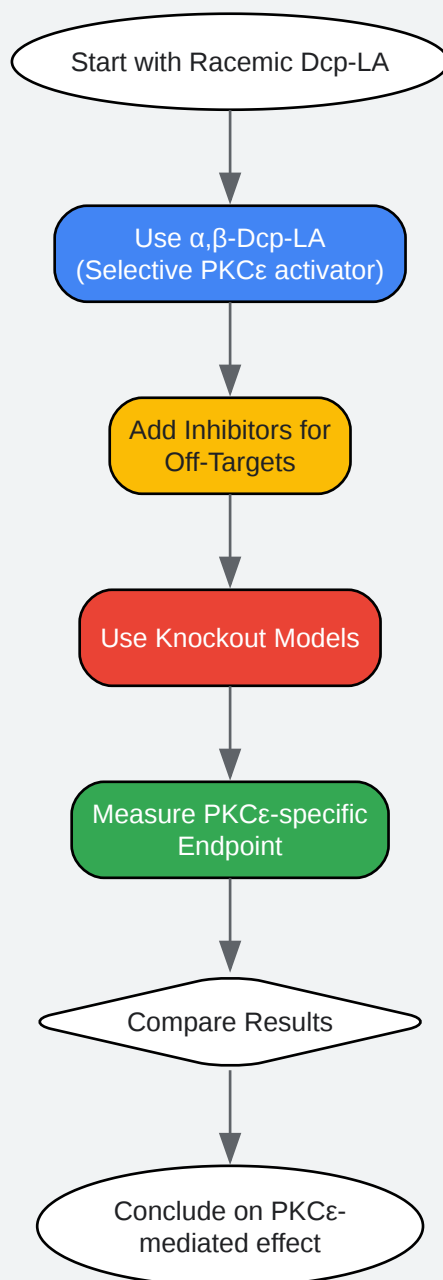 Start with Racemic Dcp-LA
Use α,β-Dcp-LA
(Selective PKCε activator)
Add Inhibitors for
Off-Targets
Use Knockout Models
Measure PKCε-specific
Endpoint
Compare Results
Conclude on PKCε-
mediated effect